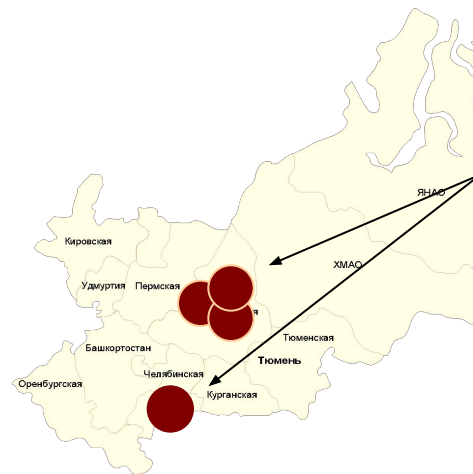 ЯНАО
Кировская
ХМАО
Удмуртия
Пермская
Тюменская
Башкортостан
Тюмень
Челябинская
Оренбургская
Курганская